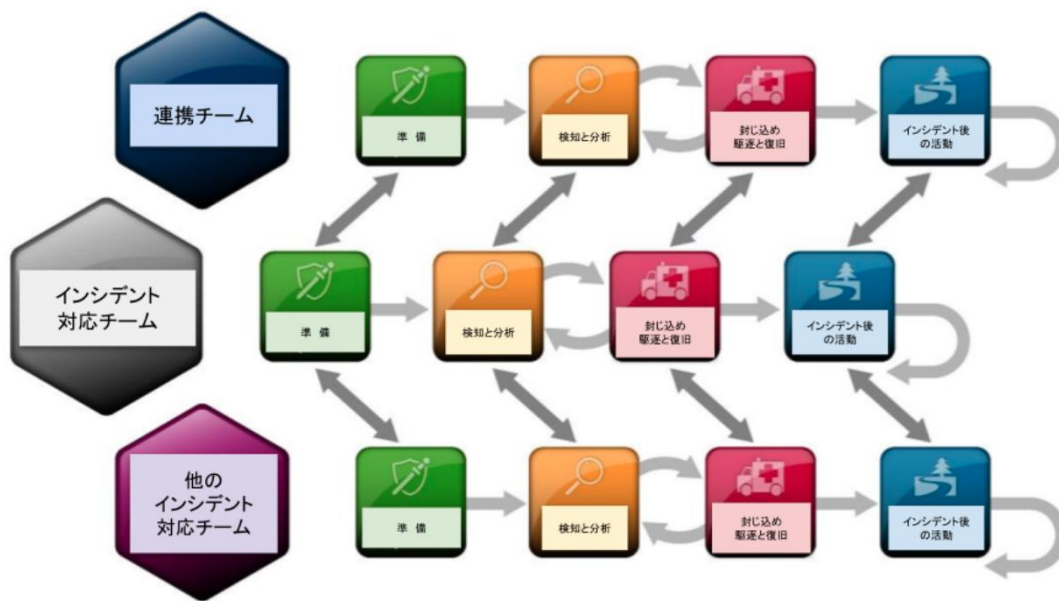 連携チーム
準 備
検知と分析
封じ込め
駆逐と復旧
インシデント後
の活動
インシデント
対応チーム
準 備
検知と分析
封じ込め
駆逐と復旧
インシデント後
の活動
他の
インシデント
対応チーム
準 備
検知と分析
封じ込め
駆逐と復旧
インシデント後
の活動